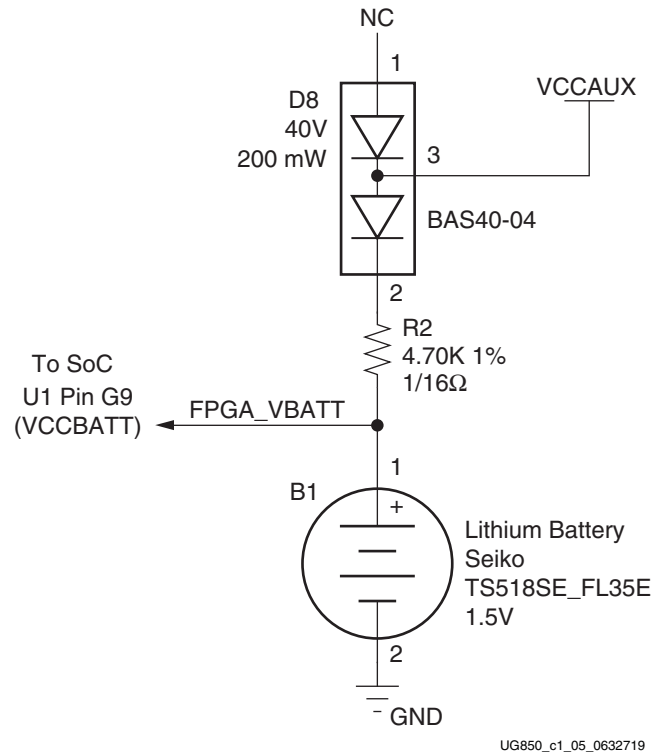 NC
1
D8
40V
200 mW
VCCAUX
3
BAS40-04
2
R2
4.70K 1%
1/16Ω
To SoC
U1 Pin G9
(VCCBATT)
FPGA_VBATT
1
B1
+
Lithium Battery
Seiko
TS518SE_FL35E
1.5V
2
GND
UG850_c1_05_0632719